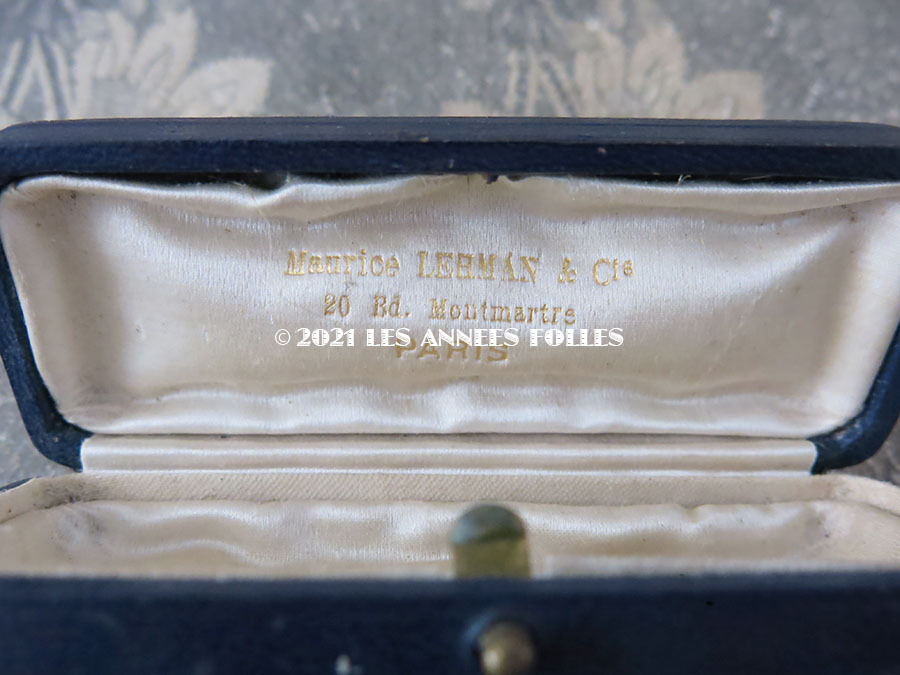 Maurice LEHMAN & Cie
20 Bd. Montmartre
© 2021 LES ANNEES FOLLES
PARIS